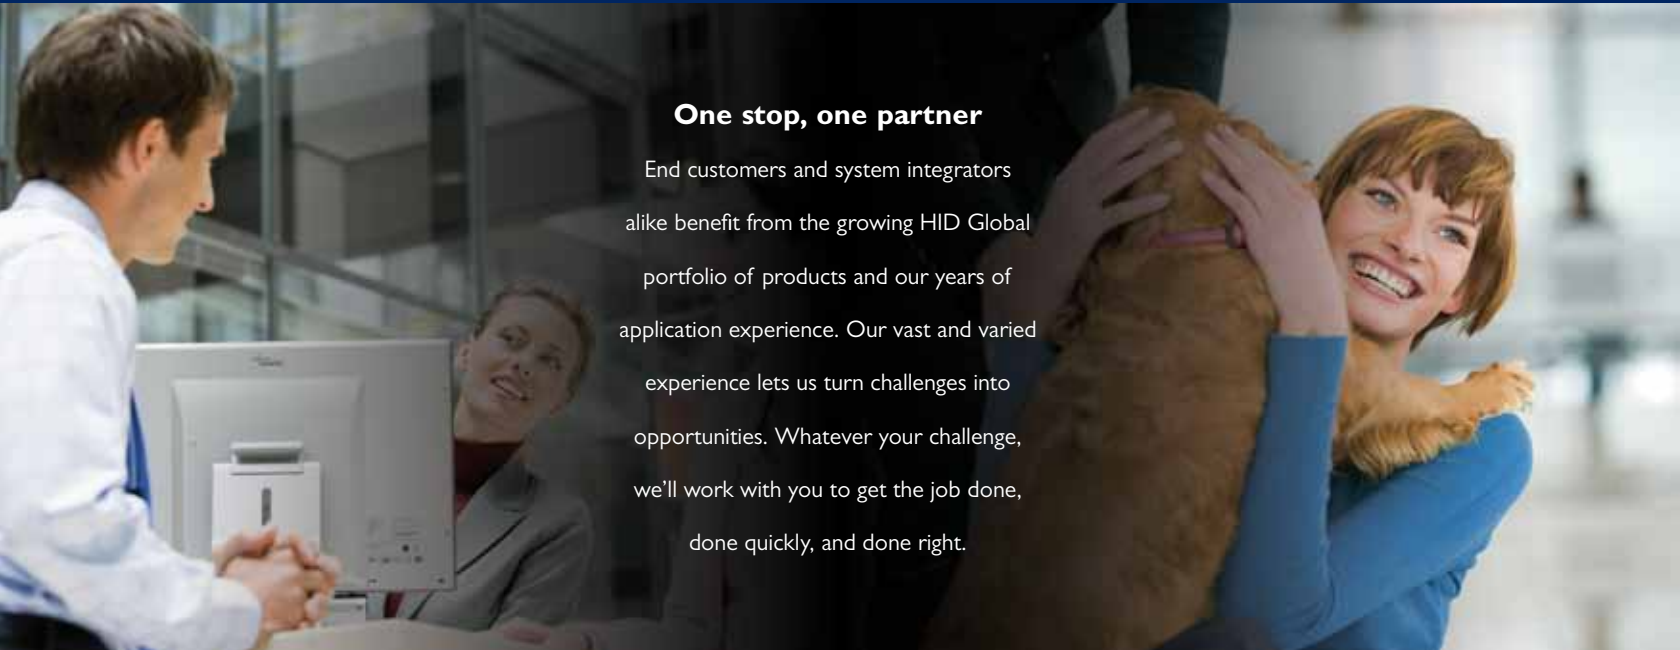 One stop, one partner
End customers and system integrators
alike benefit from the growing HID Global
portfolio of products and our years of
application experience. Our vast and varied
experience lets us turn challenges into
opportunities. Whatever your challenge,
we’ll work with you to get the job done,
done quickly, and done right.